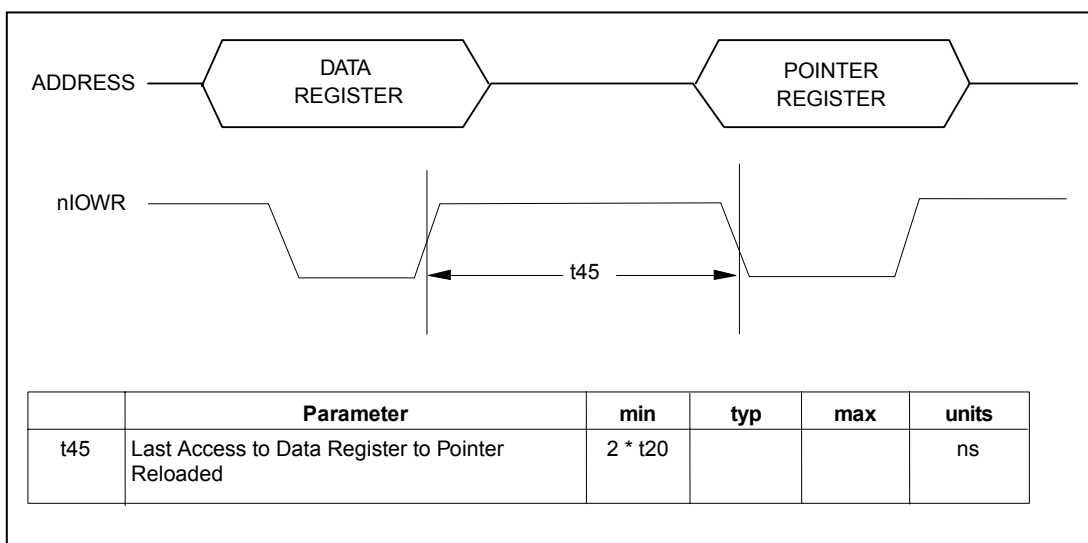 ADDRESS
DATA
REGISTER
POINTER
REGISTER
nIOWR
t45
Parameter min typ max units
t45 Last Access to Data Register to Pointer 2 * t20 ns
Reloaded